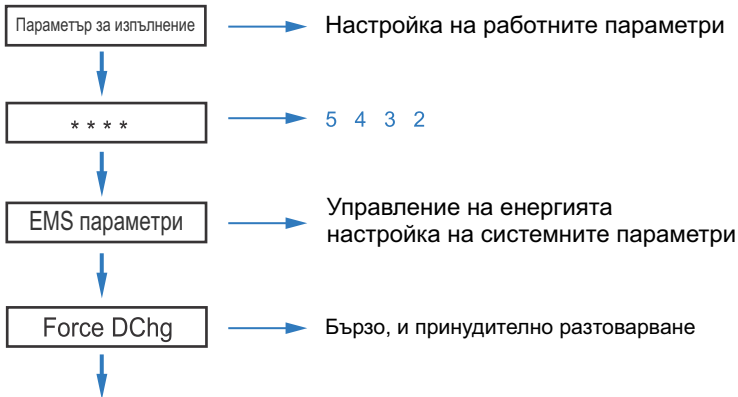 Параметър за изпълнение
Настройка на работните параметри
* * * *
5 4 3 2
EMS параметри
Управление на енергията
настройка на системните параметри
Force DChg
Бързо, и принудително разтоварване